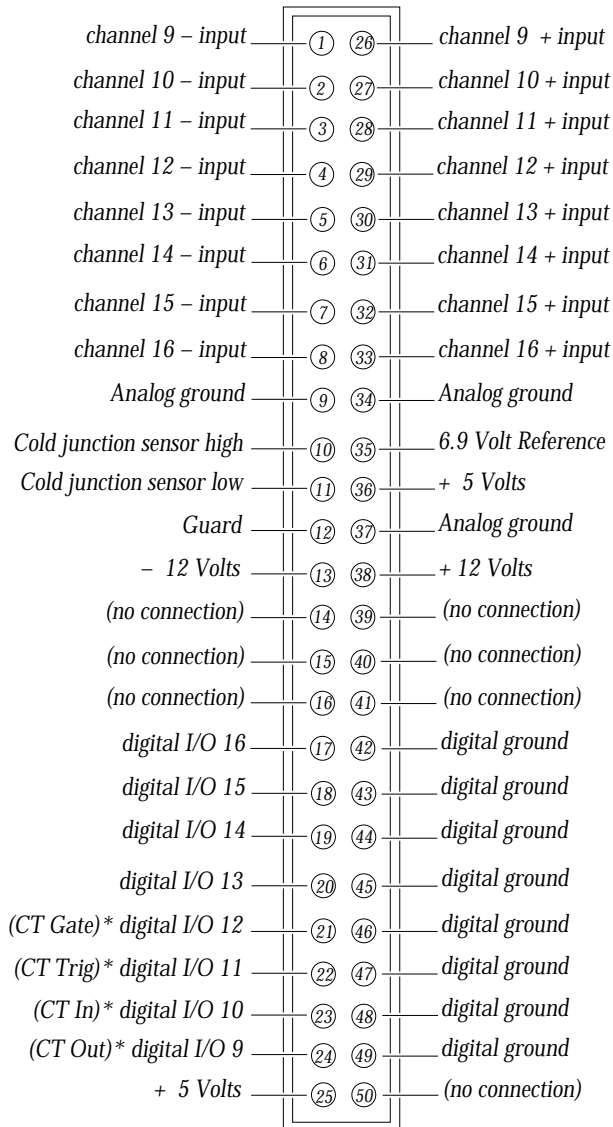 channel 9 – input 1 26 channel 9 + input
channel 10 – input 2 27 channel 10 + input
channel 11 – input 3 28 channel 11 + input
channel 12 – input 4 29 channel 12 + input
channel 13 – input 5 30 channel 13 + input
channel 14 – input 6 31 channel 14 + input
channel 15 – input 7 32 channel 15 + input
channel 16 – input 8 33 channel 16 + input
Analog ground 9 34 Analog ground
Cold junction sensor high 10 35 6.9 Volt Reference
Cold junction sensor low 11 36 + 5 Volts
Guard 12 37 Analog ground
– 12 Volts 13 38 + 12 Volts
(no connection) 14 39 (no connection)
(no connection) 15 40 (no connection)
(no connection) 16 41 (no connection)
digital I/O 16 17 42 digital ground
digital I/O 15 18 43 digital ground
digital I/O 14 19 44 digital ground
digital I/O 13 20 45 digital ground
(CT Gate)* digital I/O 12 21 46 digital ground
(CT Trig)* digital I/O 11 22 47 digital ground
(CT In)* digital I/O 10 23 48 digital ground
(CT Out)* digital I/O 9 24 49 digital ground
+ 5 Volts 25 50 (no connection)